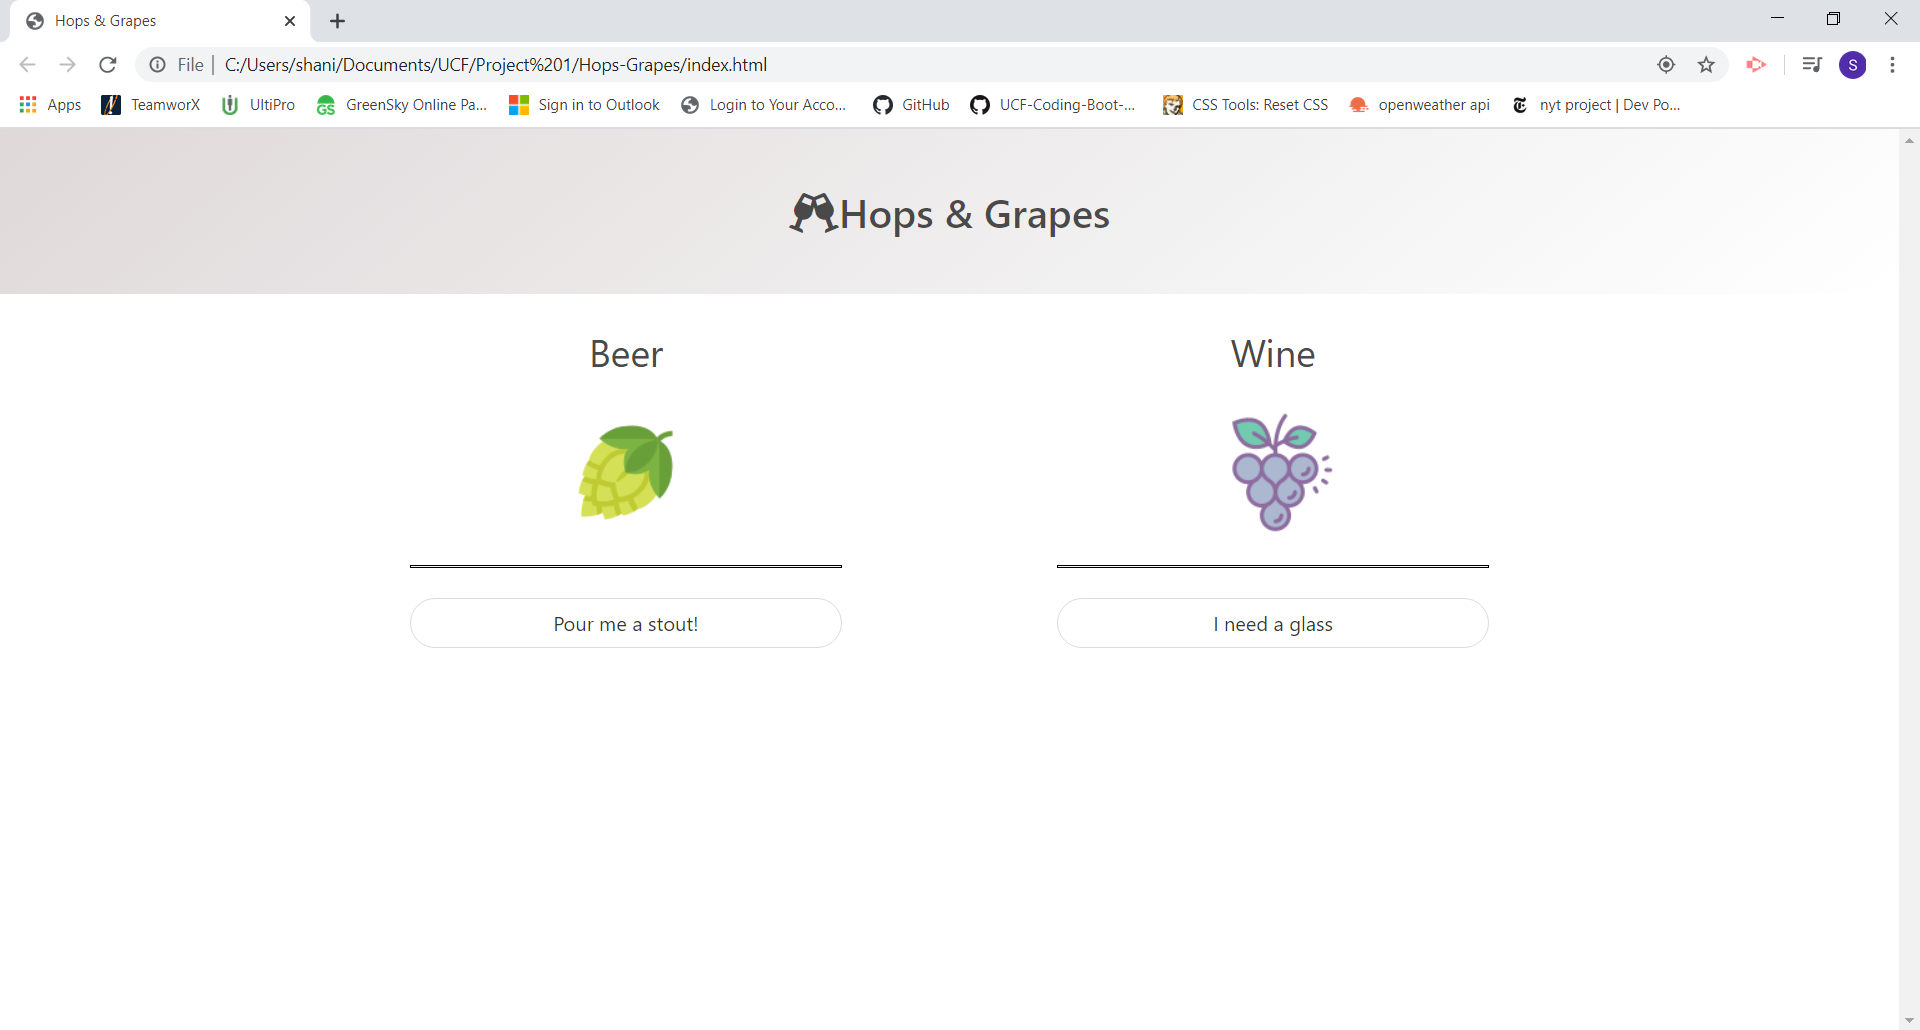 Hops & Grapes
File | C:/Users/shani/Documents/UCF/Project%201/Hops-Grapes/index.html
S
Apps TeamworX UltiPro GreenSky Online Pa... Sign in to Outlook Login to Your Acco... GitHub UCF-Coding-Boot-... CSS Tools: Reset CSS openweather api nyt project | Dev Po...
Hops & Grapes
Beer Wine
Pour me a stout! I need a glass